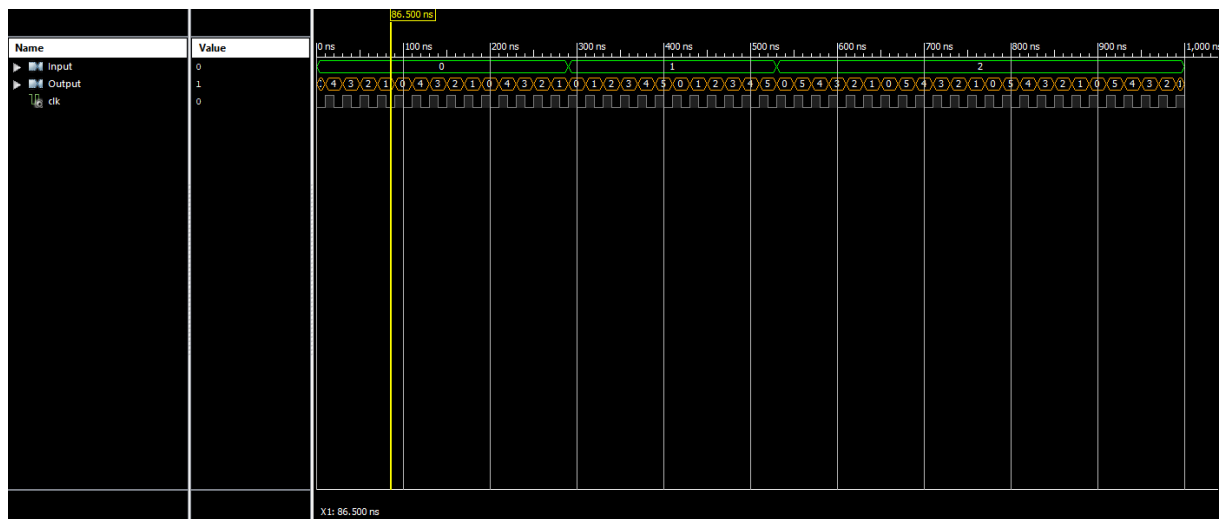 86.500 ns
Name Value 0 ns 100 ns 200 ns 300 ns 400 ns 500 ns 600 ns 700 ns 800 ns 900 ns 1,000 ns
Input 0 0 1 2
Output 1 4 3 2 1 0 4 3 2 1 0 4 3 2 1 0 1 2 3 4 5 0 1 2 3 4 5 0 5 4 3 2 1 0 5 4 3 2 1 0 5 4 3 2 1 0 5 4 3 2 1
clk 0
X1: 86.500 ns